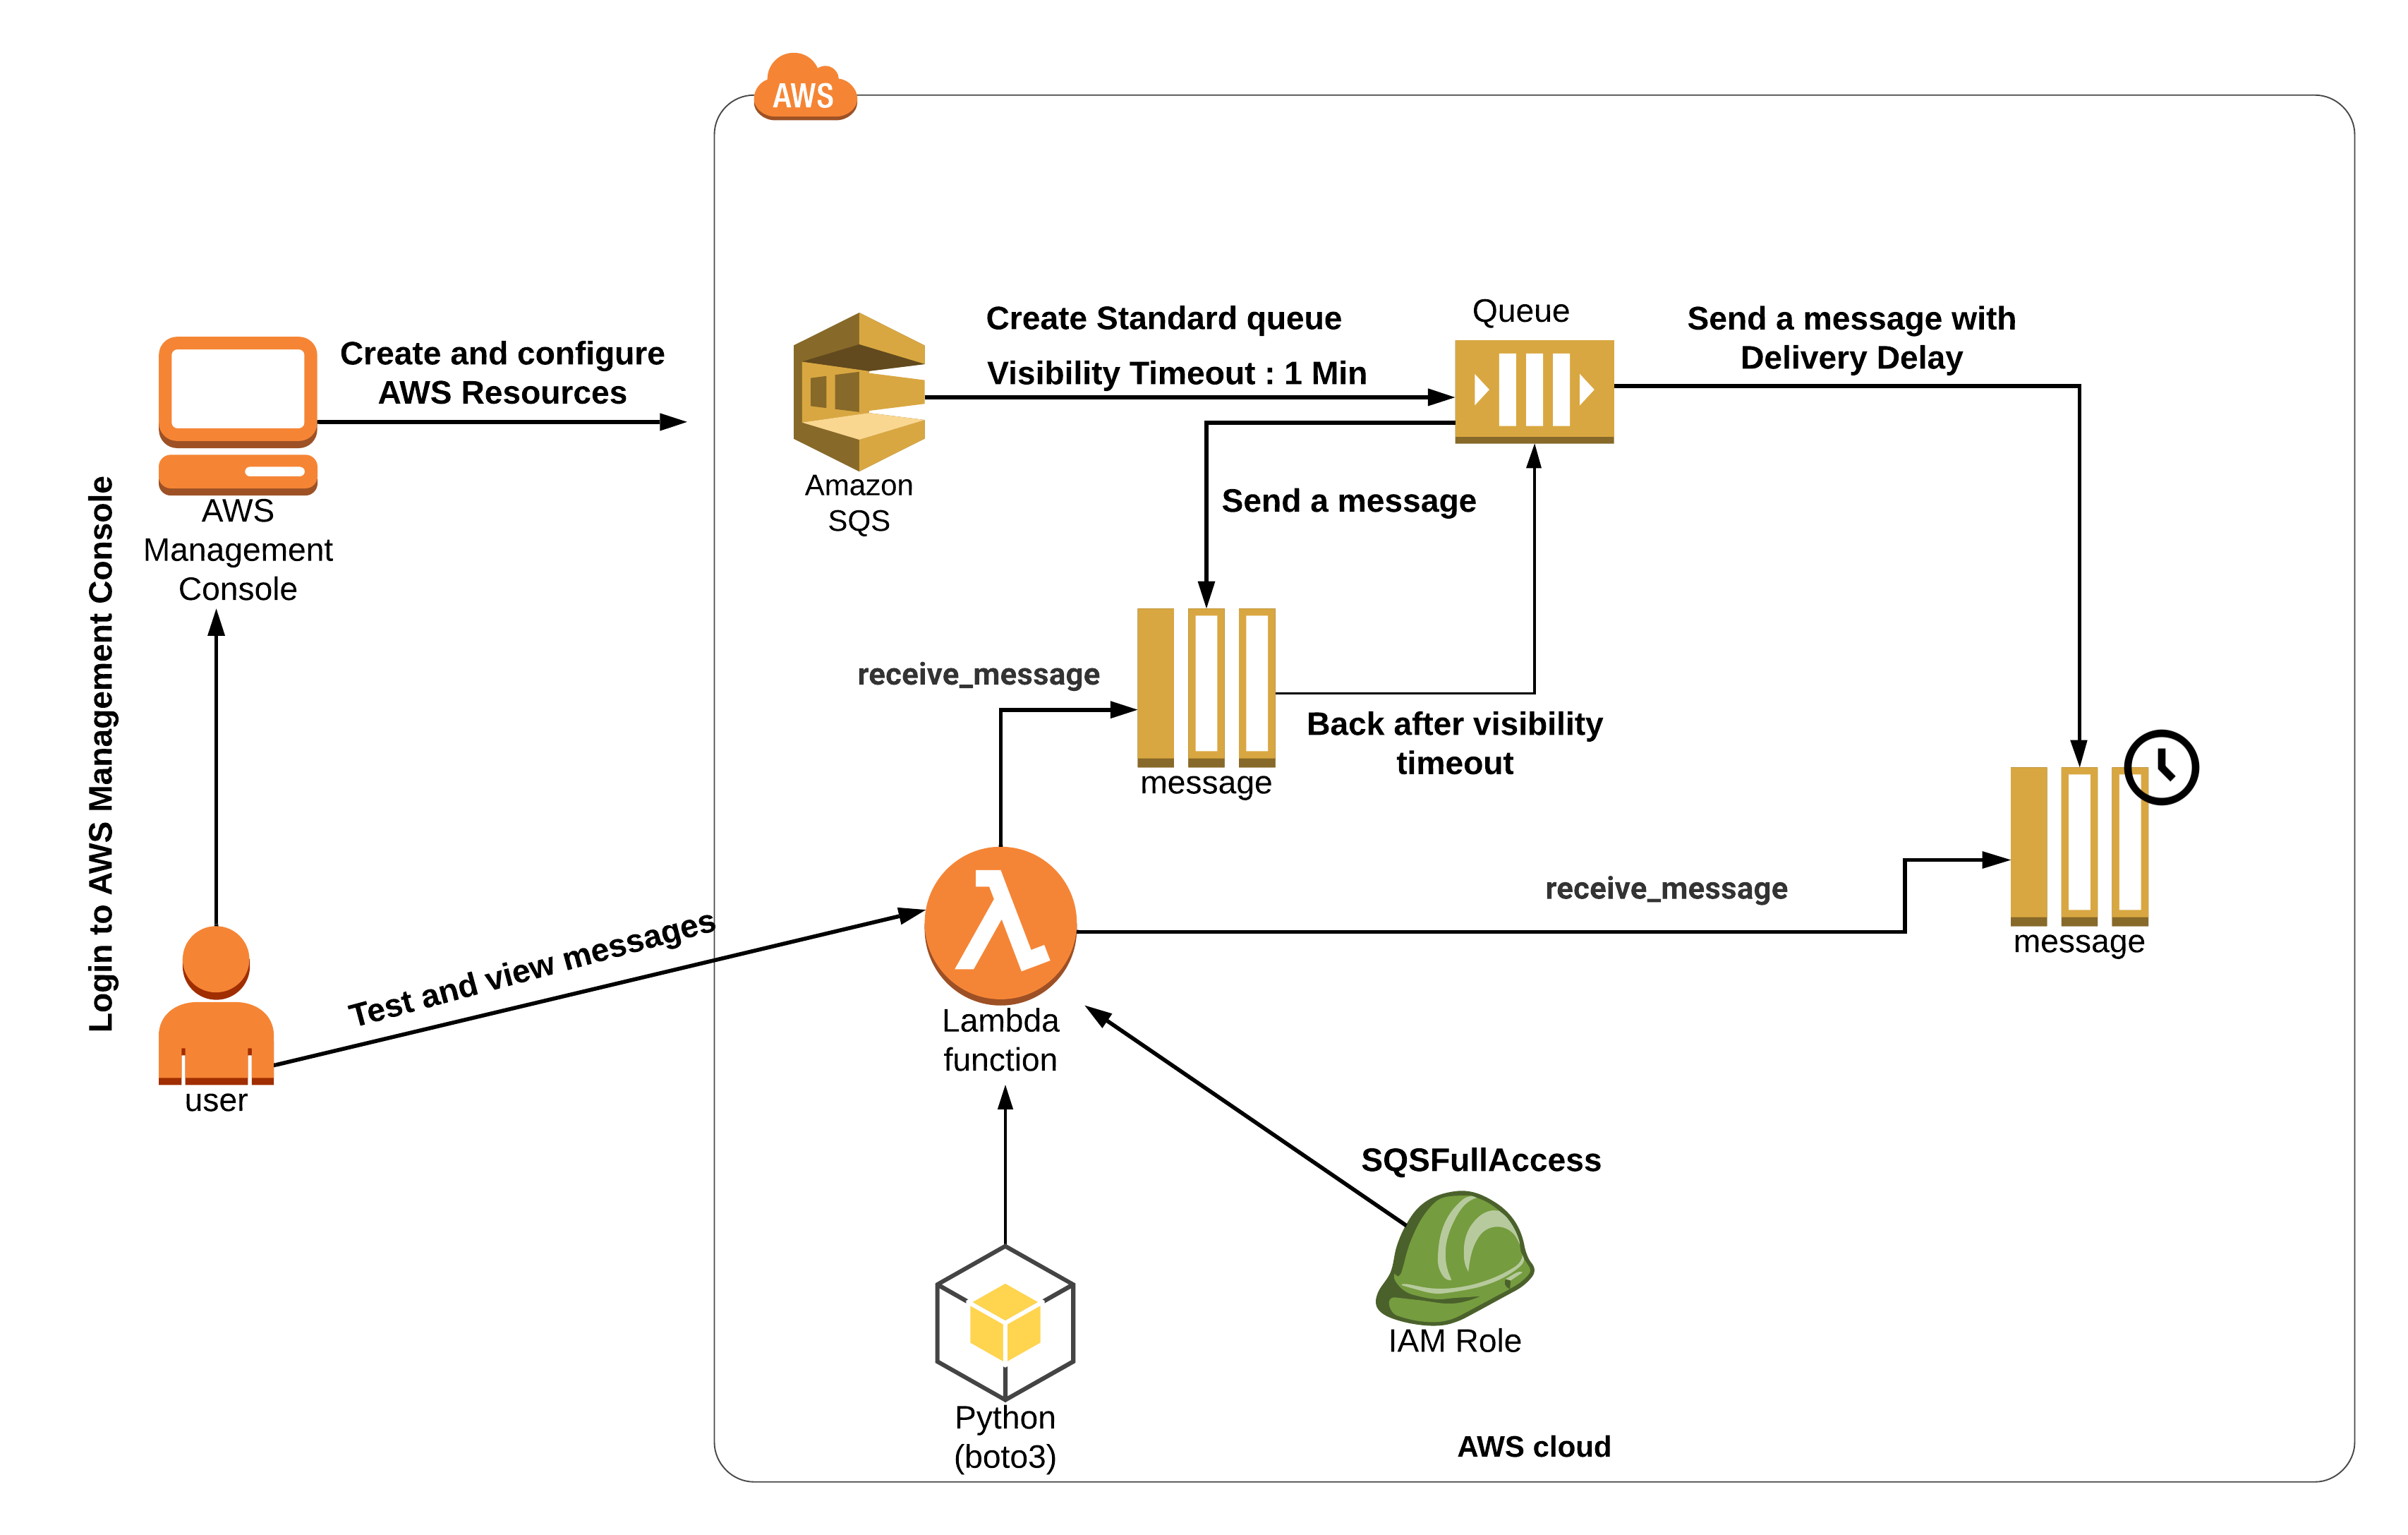 AWS
Create and configure
AWS Resources
AWS
Management
Console
Login to AWS Management Console
user
Test and view messages
Amazon
SQS
Create Standard queue
Visibility Timeout : 1 Min
Queue
Send a message with
Delivery Delay
Send a message
receive_message
message
Back after visibility
timeout
receive_message
message
Lambda
function
SQSFullAccess
IAM Role
Python
(boto3)
AWS cloud